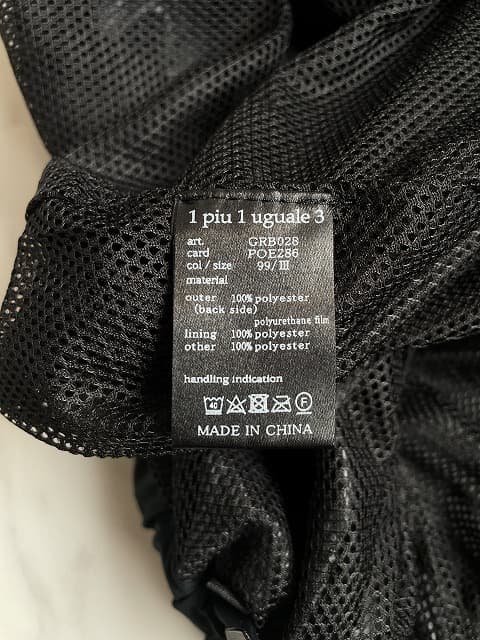 1 piu 1 uguale 3
art. GRB028
card POE286
col / size 99/Ⅲ
material
outer 100% polyester
(back side)
polyurethane film
lining 100% polyester
other 100% polyester
handling indication
40 F
MADE IN CHINA